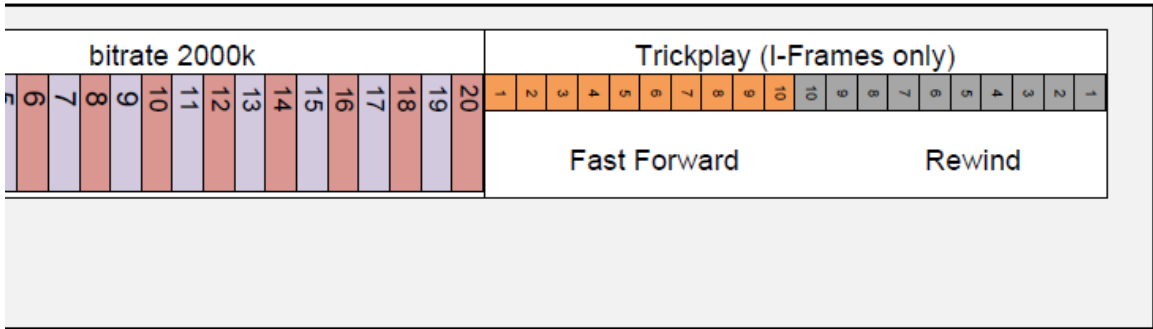 bitrate 2000k
Trickplay (I-Frames only)
6 7 8 9 10 11 12 13 14 15 16 17 18 19 20
1 2 3 4 5 6 7 8 9 10 10 9 8 7 6 5 4 3 2 1
Fast Forward
Rewind